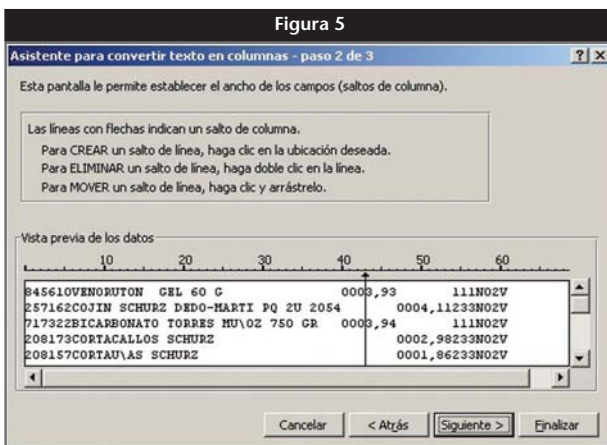 Figura 5
Asistente para convertir texto en columnas - paso 2 de 3
Esta pantalla le permite establecer el ancho de los campos (saltos de columna).
Las líneas con flechas indican un salto de columna.
Para CREAR un salto de línea, haga clic en la ubicación deseada.
Para ELIMINAR un salto de línea, haga doble clic en la línea.
Para MOVER un salto de línea, haga clic y arrástrelo.
Vista previa de los datos
10 20 30 40 50 60
845610VENORUTON GEL 60 G 0003,93 111N02V
257162COJIN SCHURZ DEDO-MARTI PQ 2U 2054 0004,11233N02V
717322BICARBONATO TORRES MU\OZ 750 GR 0003,94 111N02V
208173CORTACALLOS SCHURZ 0002,98233N02V
208157CORTAU\AS SCHURZ 0001,86233N02V
Cancelar < Atrás Siguiente > Finalizar